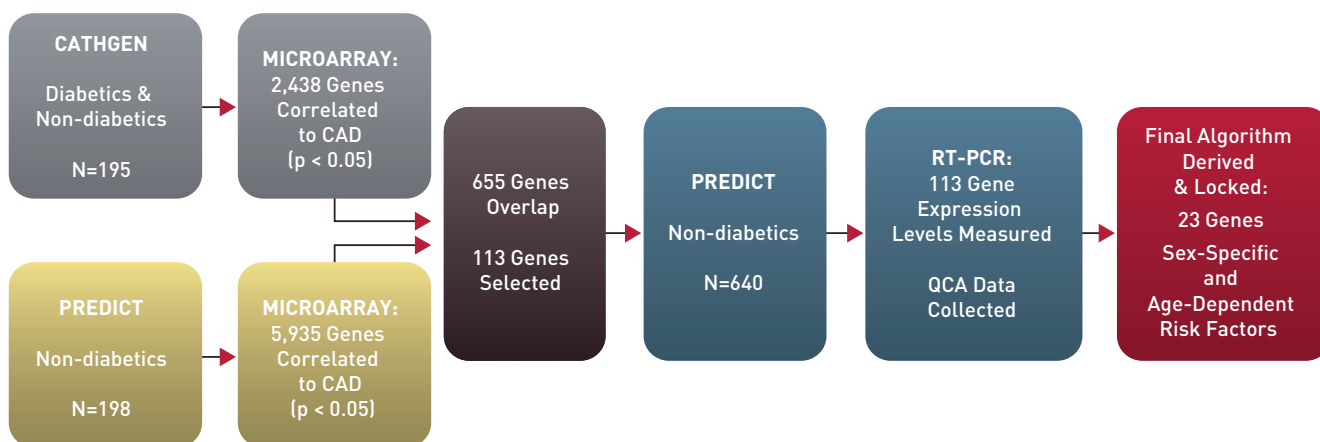 CATHGEN
Diabetics &
Non-diabetics
N=195
MICROARRAY:
2,438 Genes
Correlated
to CAD
(p < 0.05)
PREDICT
Non-diabetics
N=198
MICROARRAY:
5,935 Genes
Correlated
to CAD
(p < 0.05)
655 Genes
Overlap
113 Genes
Selected
PREDICT
Non-diabetics
N=640
RT-PCR:
113 Gene
Expression
Levels Measured
QCA Data
Collected
Final Algorithm
Derived
& Locked:
23 Genes
Sex-Specific
and
Age-Dependent
Risk Factors